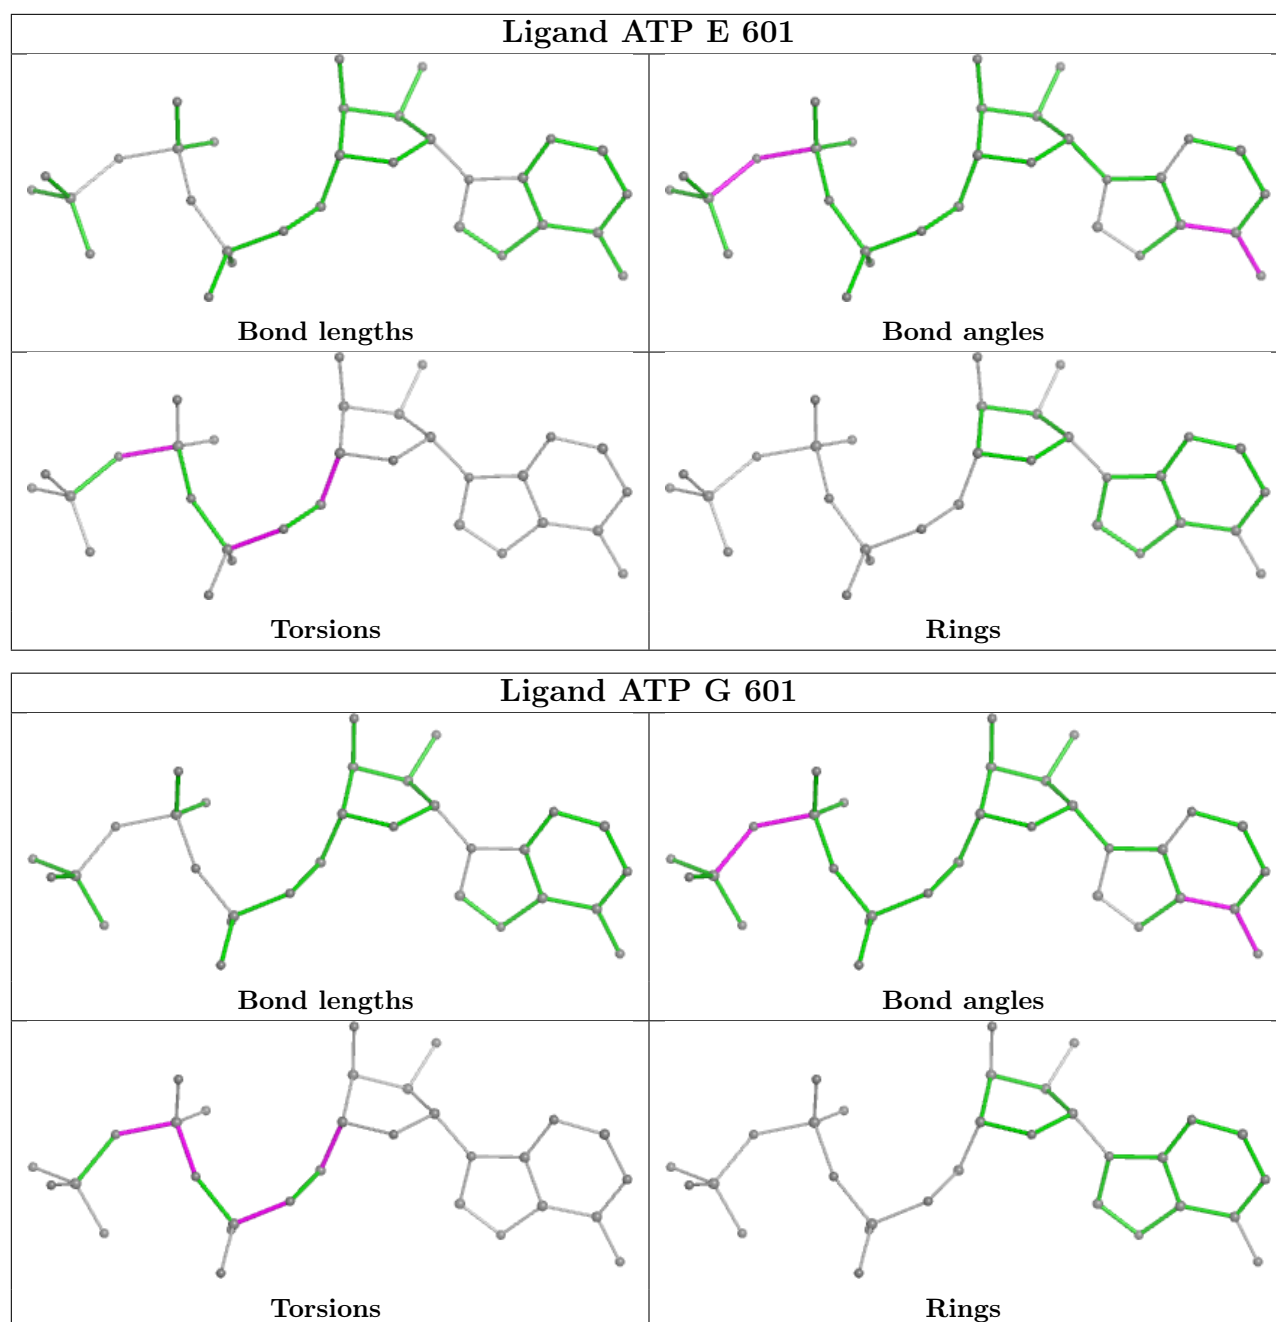 Ligand ATP E 601
Bond lengths
Bond angles
Torsions
Rings
Ligand ATP G 601
Bond lengths
Bond angles
Torsions
Rings